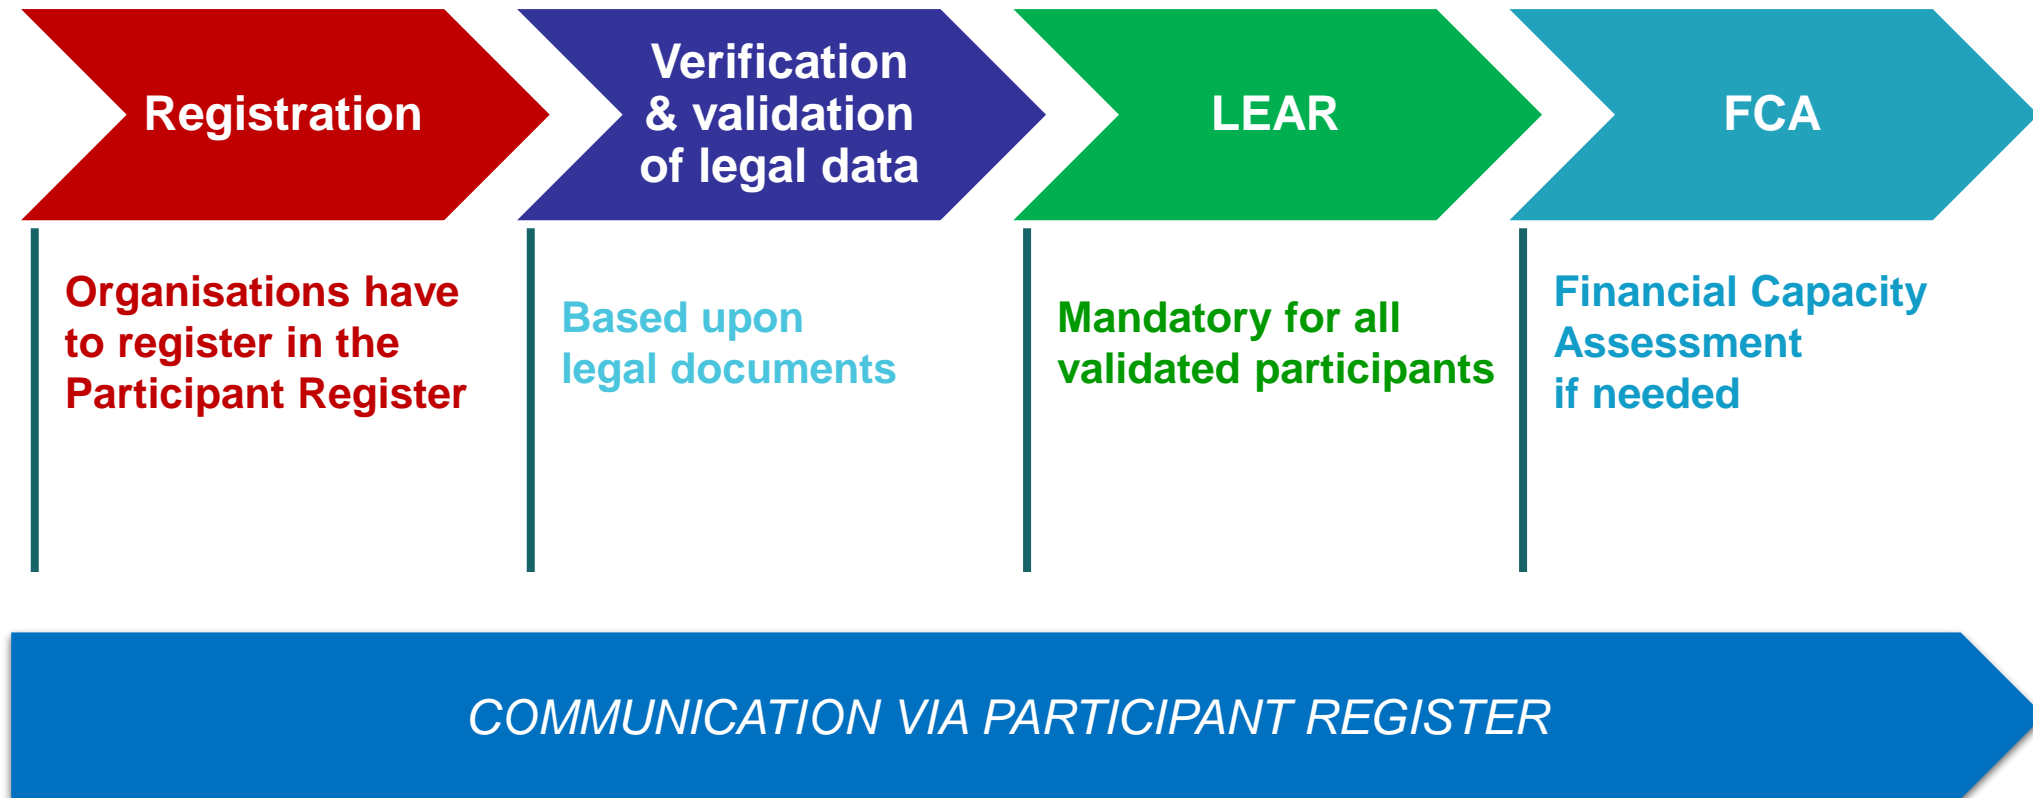 Registration
Verification
& validation
of legal data
LEAR
FCA
Organisations have
to register in the
Participant Register
Based upon
legal documents
Mandatory for all
validated participants
Financial Capacity
Assessment
if needed
COMMUNICATION VIA PARTICIPANT REGISTER